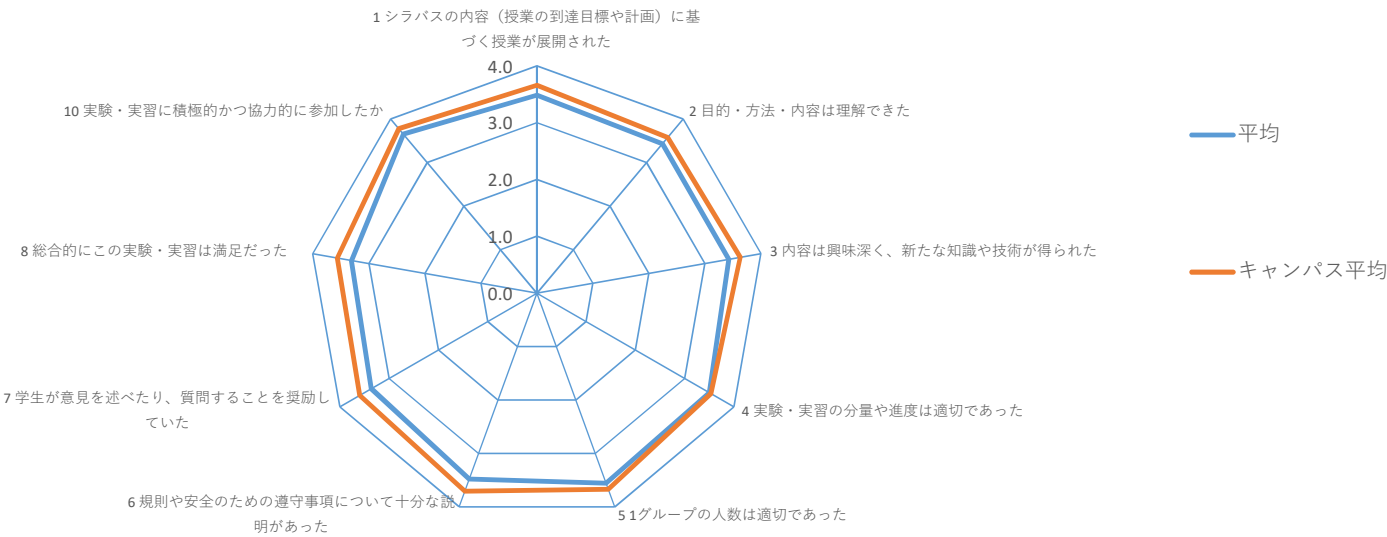 1 シラバスの内容（授業の到達目標や計画）に基
づく授業が展開された
4.0
3.0
2.0
1.0
0.0
10 実験・実習に積極的かつ協力的に参加したか
2 目的・方法・内容は理解できた
平均
8 総合的にこの実験・実習は満足だった
3 内容は興味深く、新たな知識や技術が得られた
キャンパス平均
7 学生が意見を述べたり、質問することを奨励し
ていた
4 実験・実習の分量や進度は適切であった
6 規則や安全のための遵守事項について十分な説
明があった
5 1グループの人数は適切であった